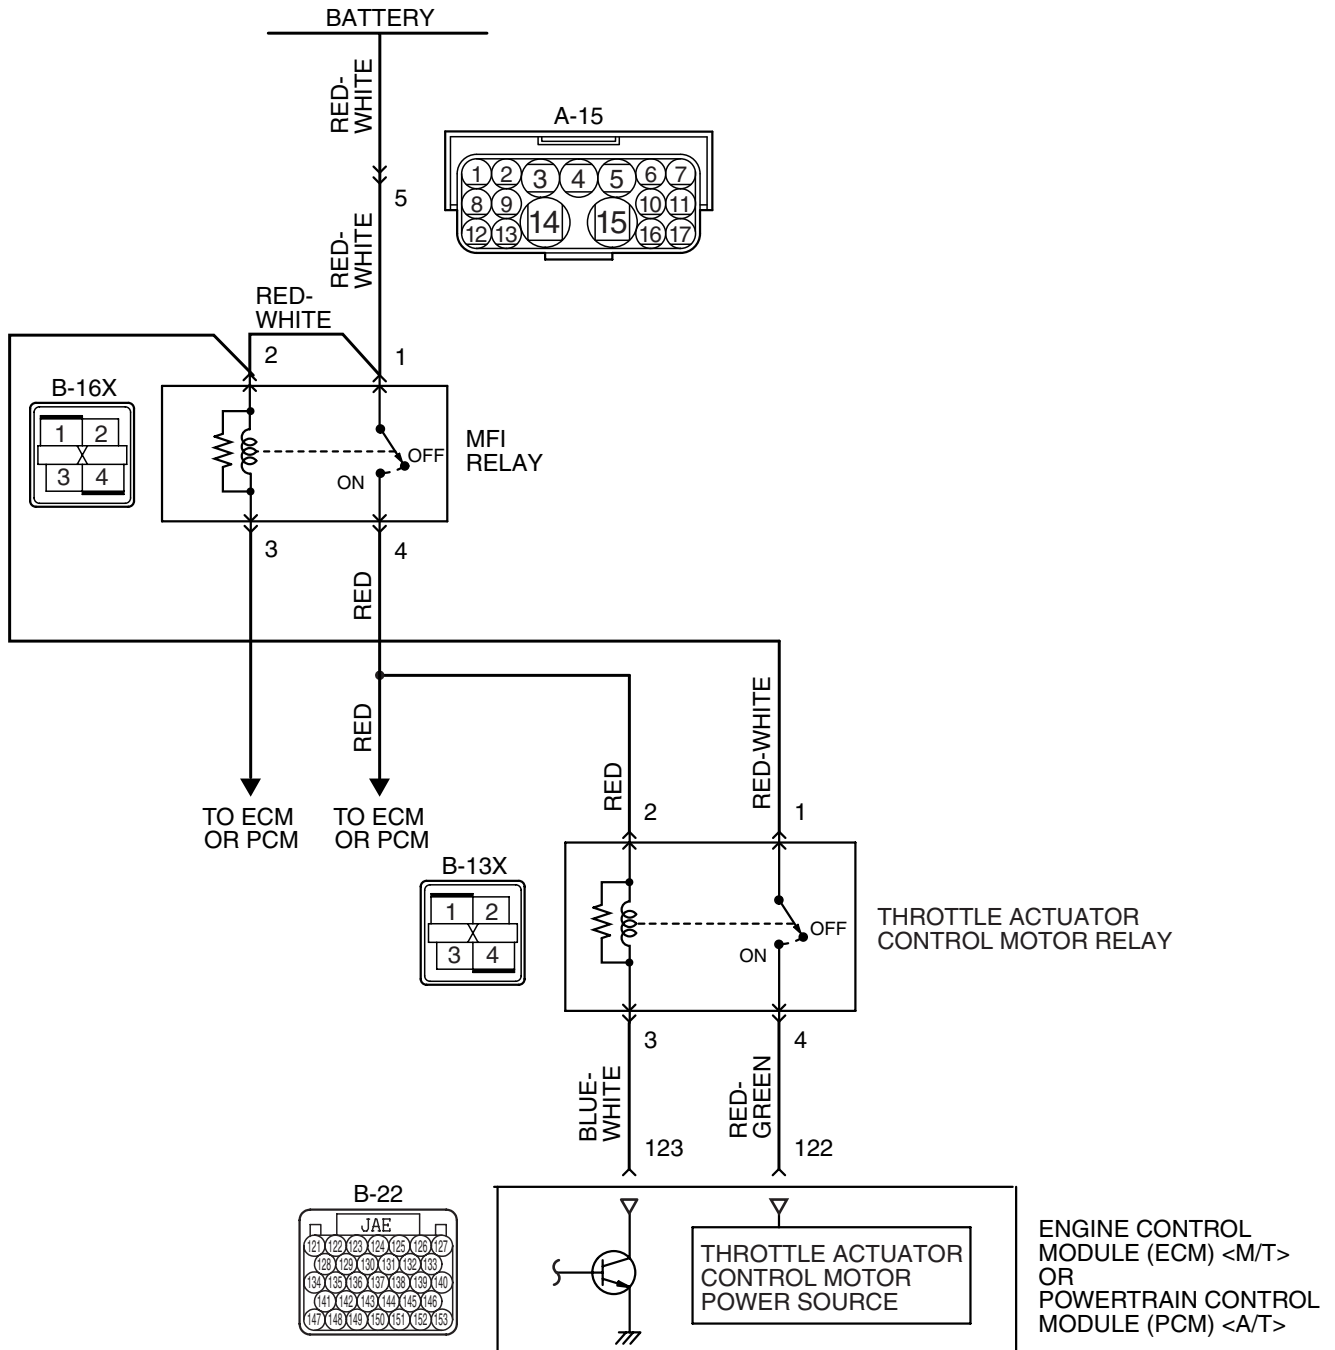 BATTERY
RED-
WHITE
A-15
1 2 3 4 5 6 7
8 9 10 11
14 15
12 13 16 17
5
RED-
WHITE
RED-
WHITE
2 1
B-16X
1 2
X
3 4
MFI
RELAY
OFF
ON
3 4
RED
RED
TO ECM
OR PCM
TO ECM
OR PCM
RED
RED-WHITE
2 1
B-13X
1 2
X
3 4
OFF
ON
THROTTLE ACTUATOR
CONTROL MOTOR RELAY
3 4
BLUE-
WHITE
RED-
GREEN
123 122
B-22
JAE
121 122 123 124 125 126 127
128 129 130 131 132 133
134 135 136 137 138 139 140
141 142 143 144 145 146
147 148 149 150 151 152 153
THROTTLE ACTUATOR
CONTROL MOTOR
POWER SOURCE
ENGINE CONTROL
MODULE (ECM) <M/T>
OR
POWERTRAIN CONTROL
MODULE (PCM) <A/T>